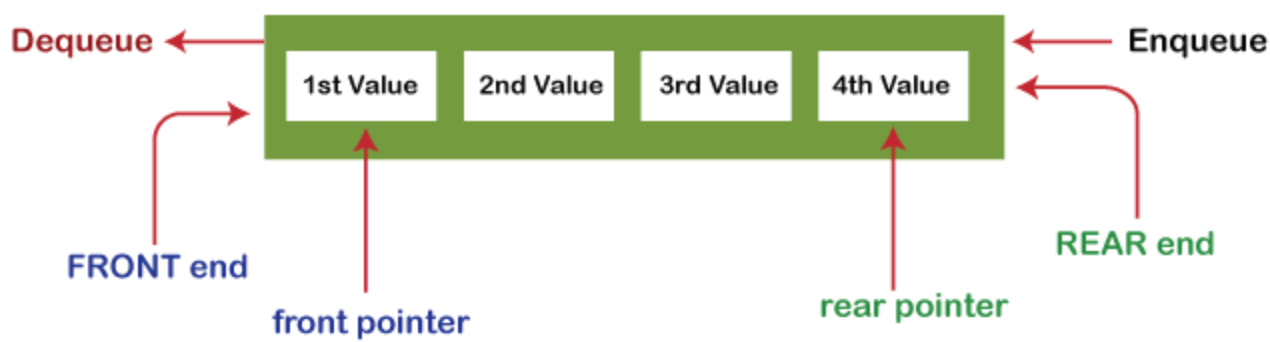 Dequeue
Enqueue
1st Value
2nd Value
3rd Value
4th Value
FRONT end
REAR end
front pointer
rear pointer